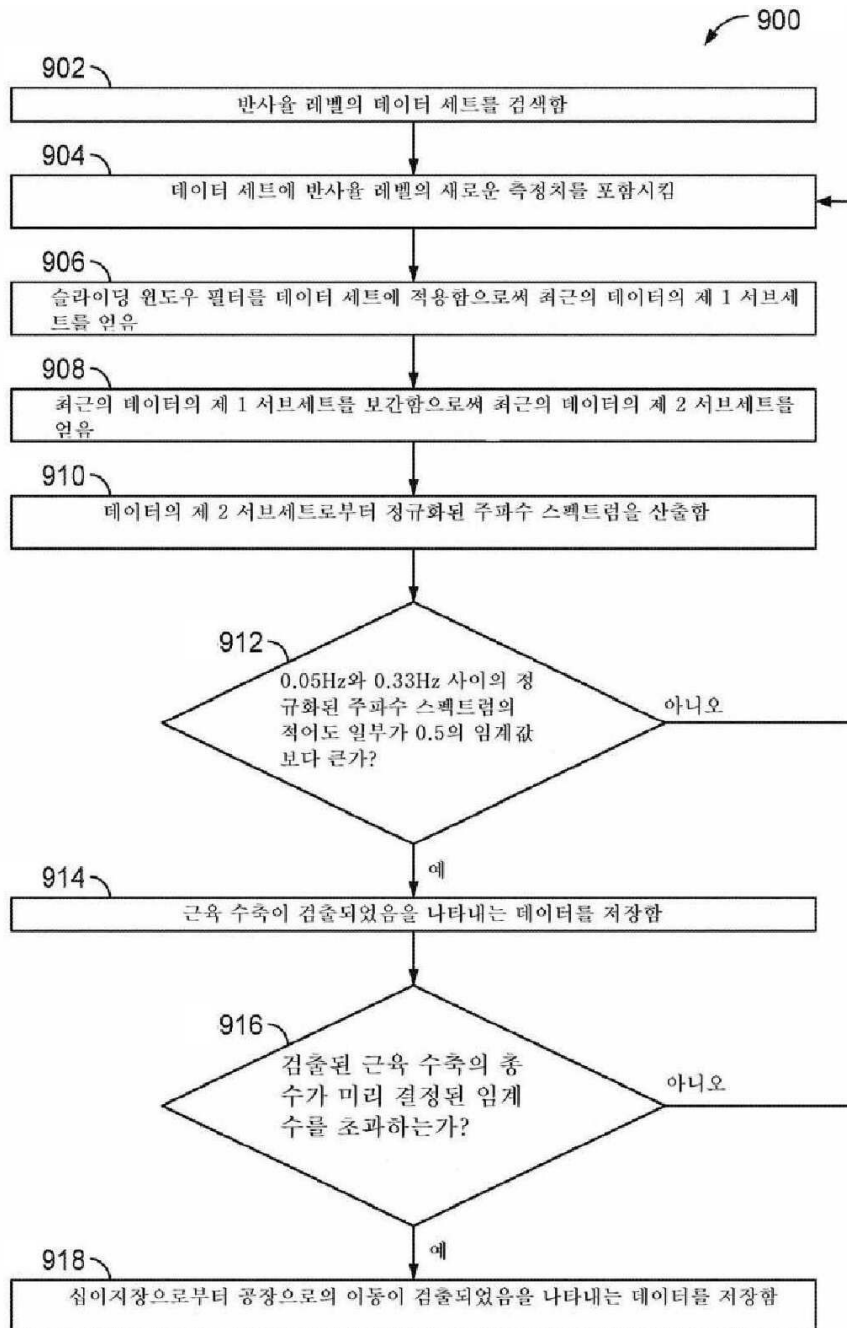 900
902
반사율 레벨의 데이터 세트를 검색함
904
데이터 세트에 반사율 레벨의 새로운 측정치를 포함시킴
906
슬라이딩 윈도우 필터를 데이터 세트에 적용함으로써 최근의 데이터의 제 1 서브세
트를 얻음
908
최근의 데이터의 제 1 서브세트를 보간함으로써 최근의 데이터의 제 2 서브세트를
얻음
910
데이터의 제 2 서브세트로부터 정규화된 주파수 스펙트럼을 산출함
912
0.05Hz와 0.33Hz 사이의 정
규화된 주파수 스펙트럼의
적어도 일부가 0.5의 임계값
보다 큰가?
아니오
예
914
근육 수축이 검출되었음을 나타내는 데이터를 저장함
916
검출된 근육 수축의 총
수가 미리 결정된 임계
수를 초과하는가?
아니오
예
918
십이지장으로부터 공장으로의 이동이 검출되었음을 나타내는 데이터를 저장함